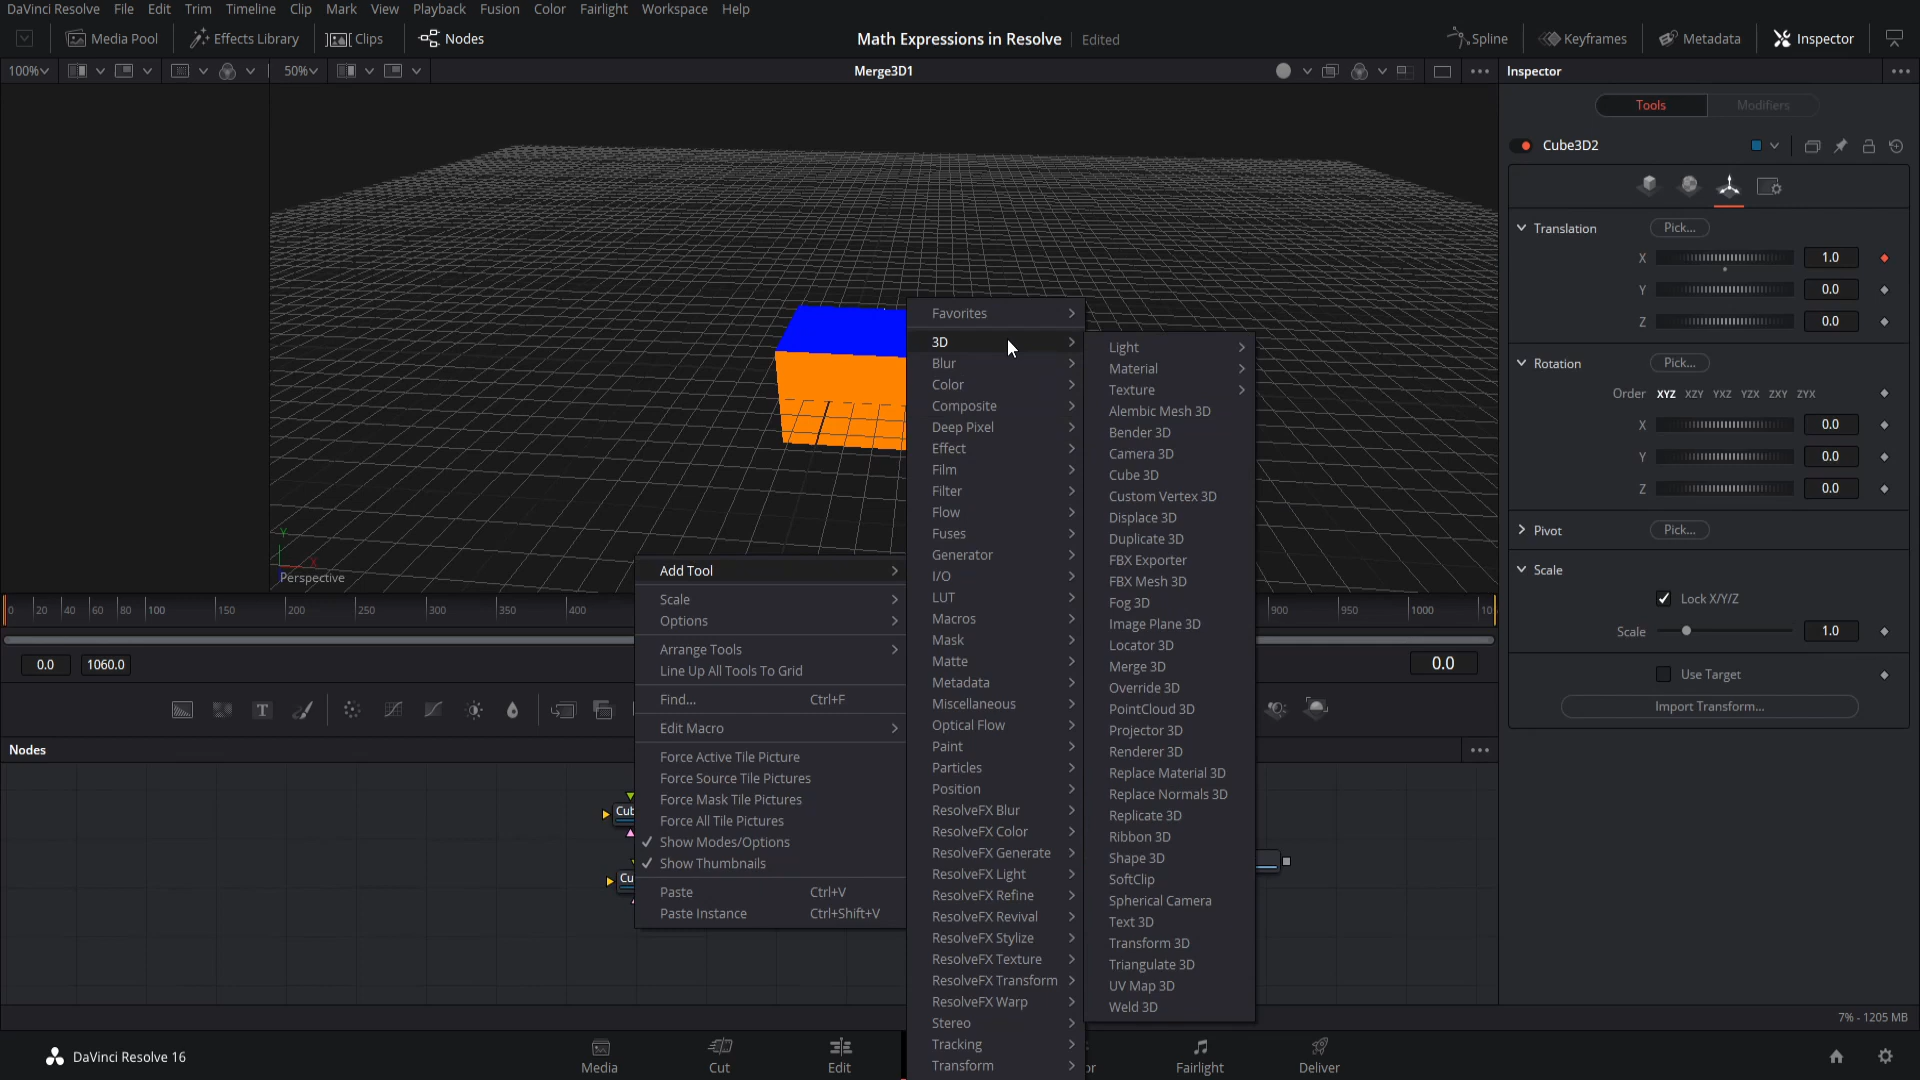 DaVinci Resolve File Edit Trim Timeline Clip Mark View Playback Fusion Color Fairlight Workspace Help
Media Pool Effects Library Clips Nodes Math Expressions in Resolve Edited Spline Keyframes Metadata Inspector
100% 50% Merge3D1 Inspector
Tools Modifiers
Cube3D2
Translation Pick...
X 1.0
Y 0.0
Z 0.0
Rotation Pick...
Order XYZ XZY YXZ YZX ZXY ZYX
X 0.0
Y 0.0
Z 0.0
Pivot Pick...
Scale
Lock X/Y/Z
Scale 1.0
Use Target
Import Transform...
Y
X
Perspective
0 20 40 60 80 100 150 200 250 300 350 400 900 950 1000
0.0 1060.0 0.0
T
Nodes
Cub
Cu
Add Tool
Scale
Options
Arrange Tools
Line Up All Tools To Grid
Find... Ctrl+F
Edit Macro
Force Active Tile Picture
Force Source Tile Pictures
Force Mask Tile Pictures
Force All Tile Pictures
Show Modes/Options
Show Thumbnails
Paste Ctrl+V
Paste Instance Ctrl+Shift+V
Favorites
3D
Blur
Color
Composite
Deep Pixel
Effect
Film
Filter
Flow
Fuses
Generator
I/O
LUT
Macros
Mask
Matte
Metadata
Miscellaneous
Optical Flow
Paint
Particles
Position
ResolveFX Blur
ResolveFX Color
ResolveFX Generate
ResolveFX Light
ResolveFX Refine
ResolveFX Revival
ResolveFX Stylize
ResolveFX Texture
ResolveFX Transform
ResolveFX Warp
Stereo
Tracking
Transform
Light
Material
Texture
Alembic Mesh 3D
Bender 3D
Camera 3D
Cube 3D
Custom Vertex 3D
Displace 3D
Duplicate 3D
FBX Exporter
FBX Mesh 3D
Fog 3D
Image Plane 3D
Locator 3D
Merge 3D
Override 3D
PointCloud 3D
Projector 3D
Renderer 3D
Replace Material 3D
Replace Normals 3D
Replicate 3D
Ribbon 3D
Shape 3D
SoftClip
Spherical Camera
Text 3D
Transform 3D
Triangulate 3D
UV Map 3D
Weld 3D
7% - 1205 MB
DaVinci Resolve 16 Media Cut Edit or Fairlight Deliver